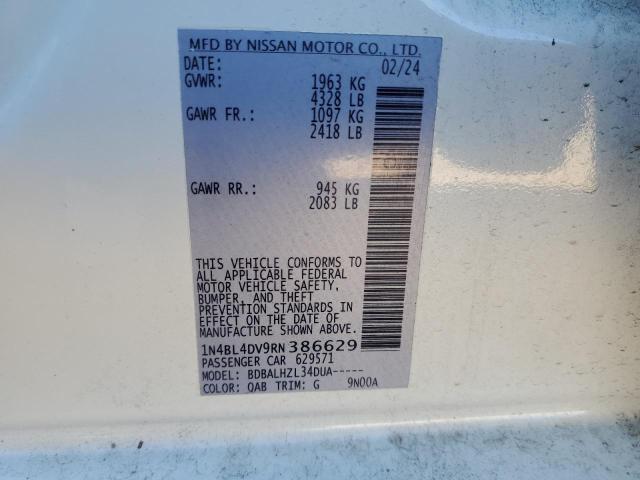 MFD BY NISSAN MOTOR CO., LTD.
DATE: 02/24
GVWR: 1963 KG
4328 LB
GAWR FR.: 1097 KG
2418 LB
GAWR RR.: 945 KG
2083 LB
THIS VEHICLE CONFORMS TO
ALL APPLICABLE FEDERAL
MOTOR VEHICLE SAFETY,
BUMPER, AND THEFT
PREVENTION STANDARDS IN
EFFECT ON THE DATE OF
MANUFACTURE SHOWN ABOVE.
1N4BL4DV9RN386629
PASSENGER CAR 629571
MODEL: BDBALHZL34DUA-----
COLOR: QAB TRIM: G 9N00A